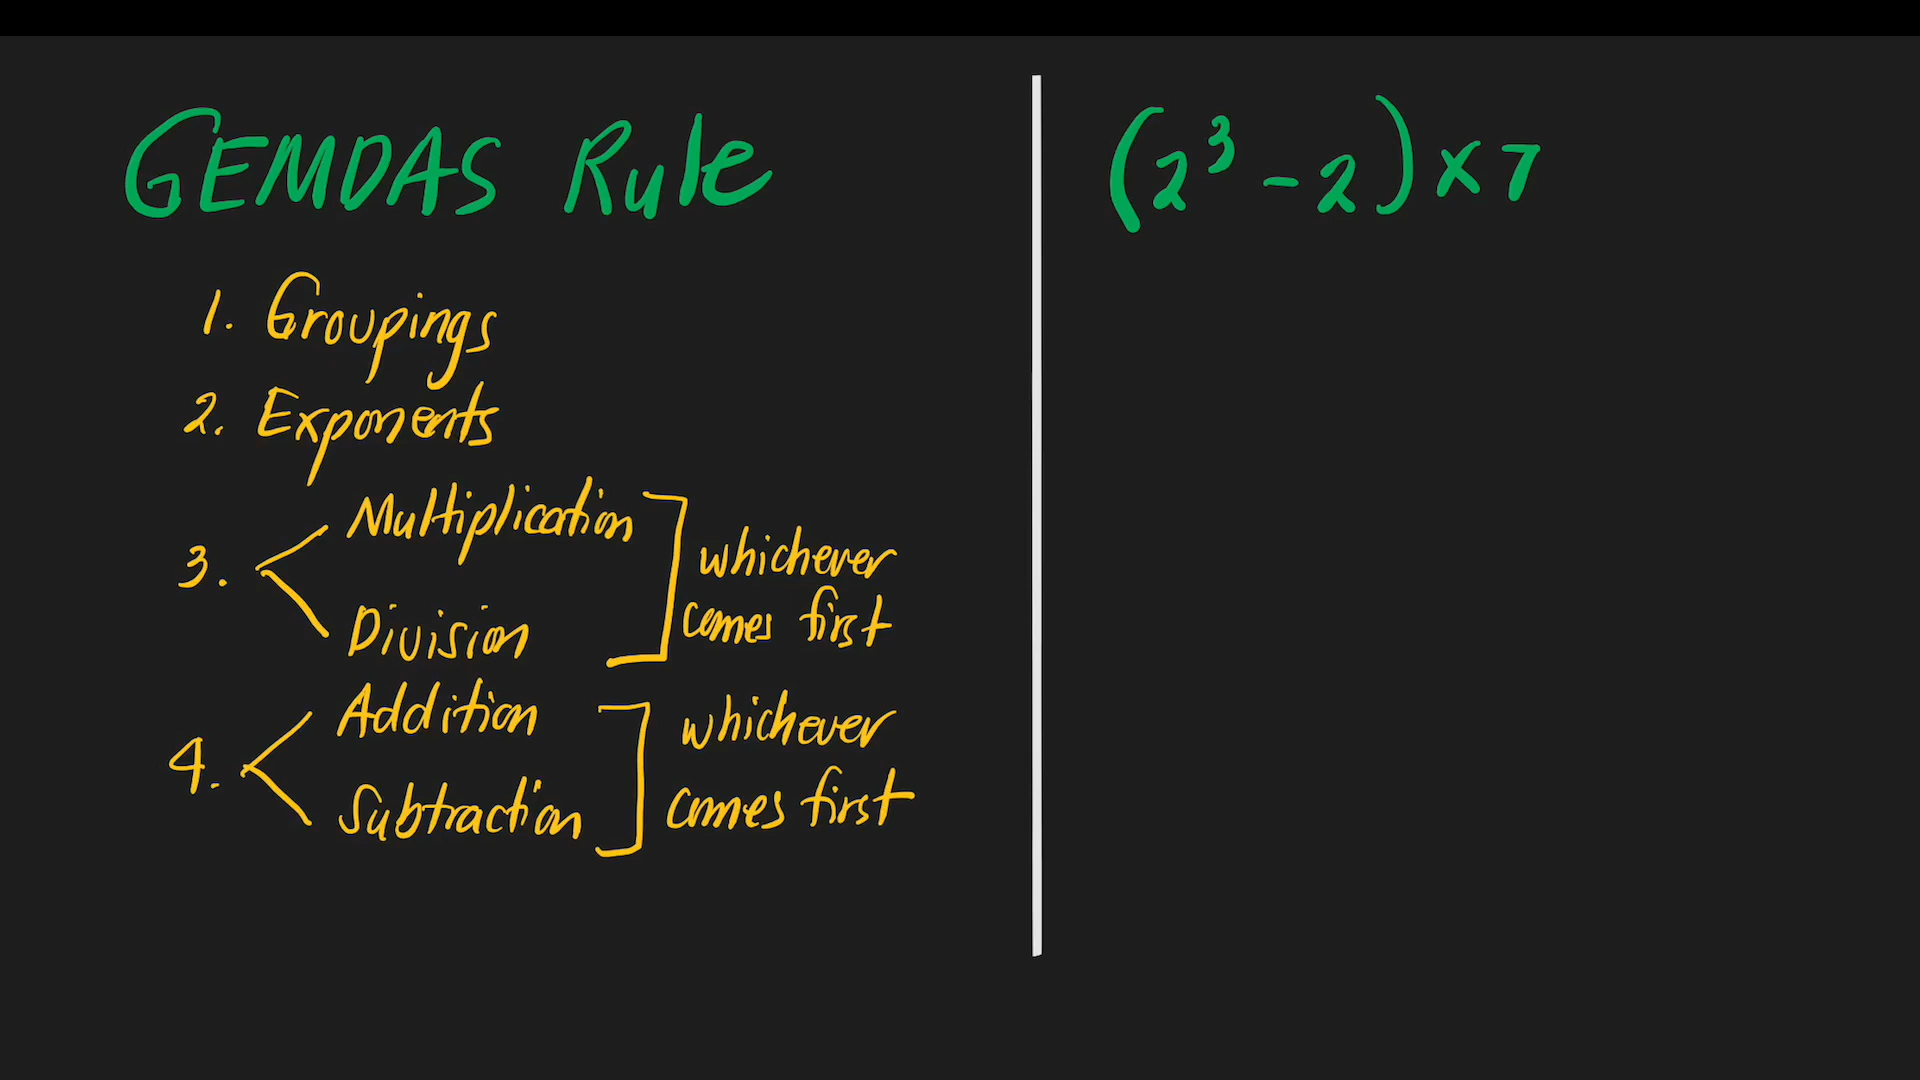 GEMDAS Rule
1. Groupings
2. Exponents
3.
Multiplication
Division
whichever
comes first
4.
Addition
Subtraction
whichever
comes first
(2³ - 2) x 7